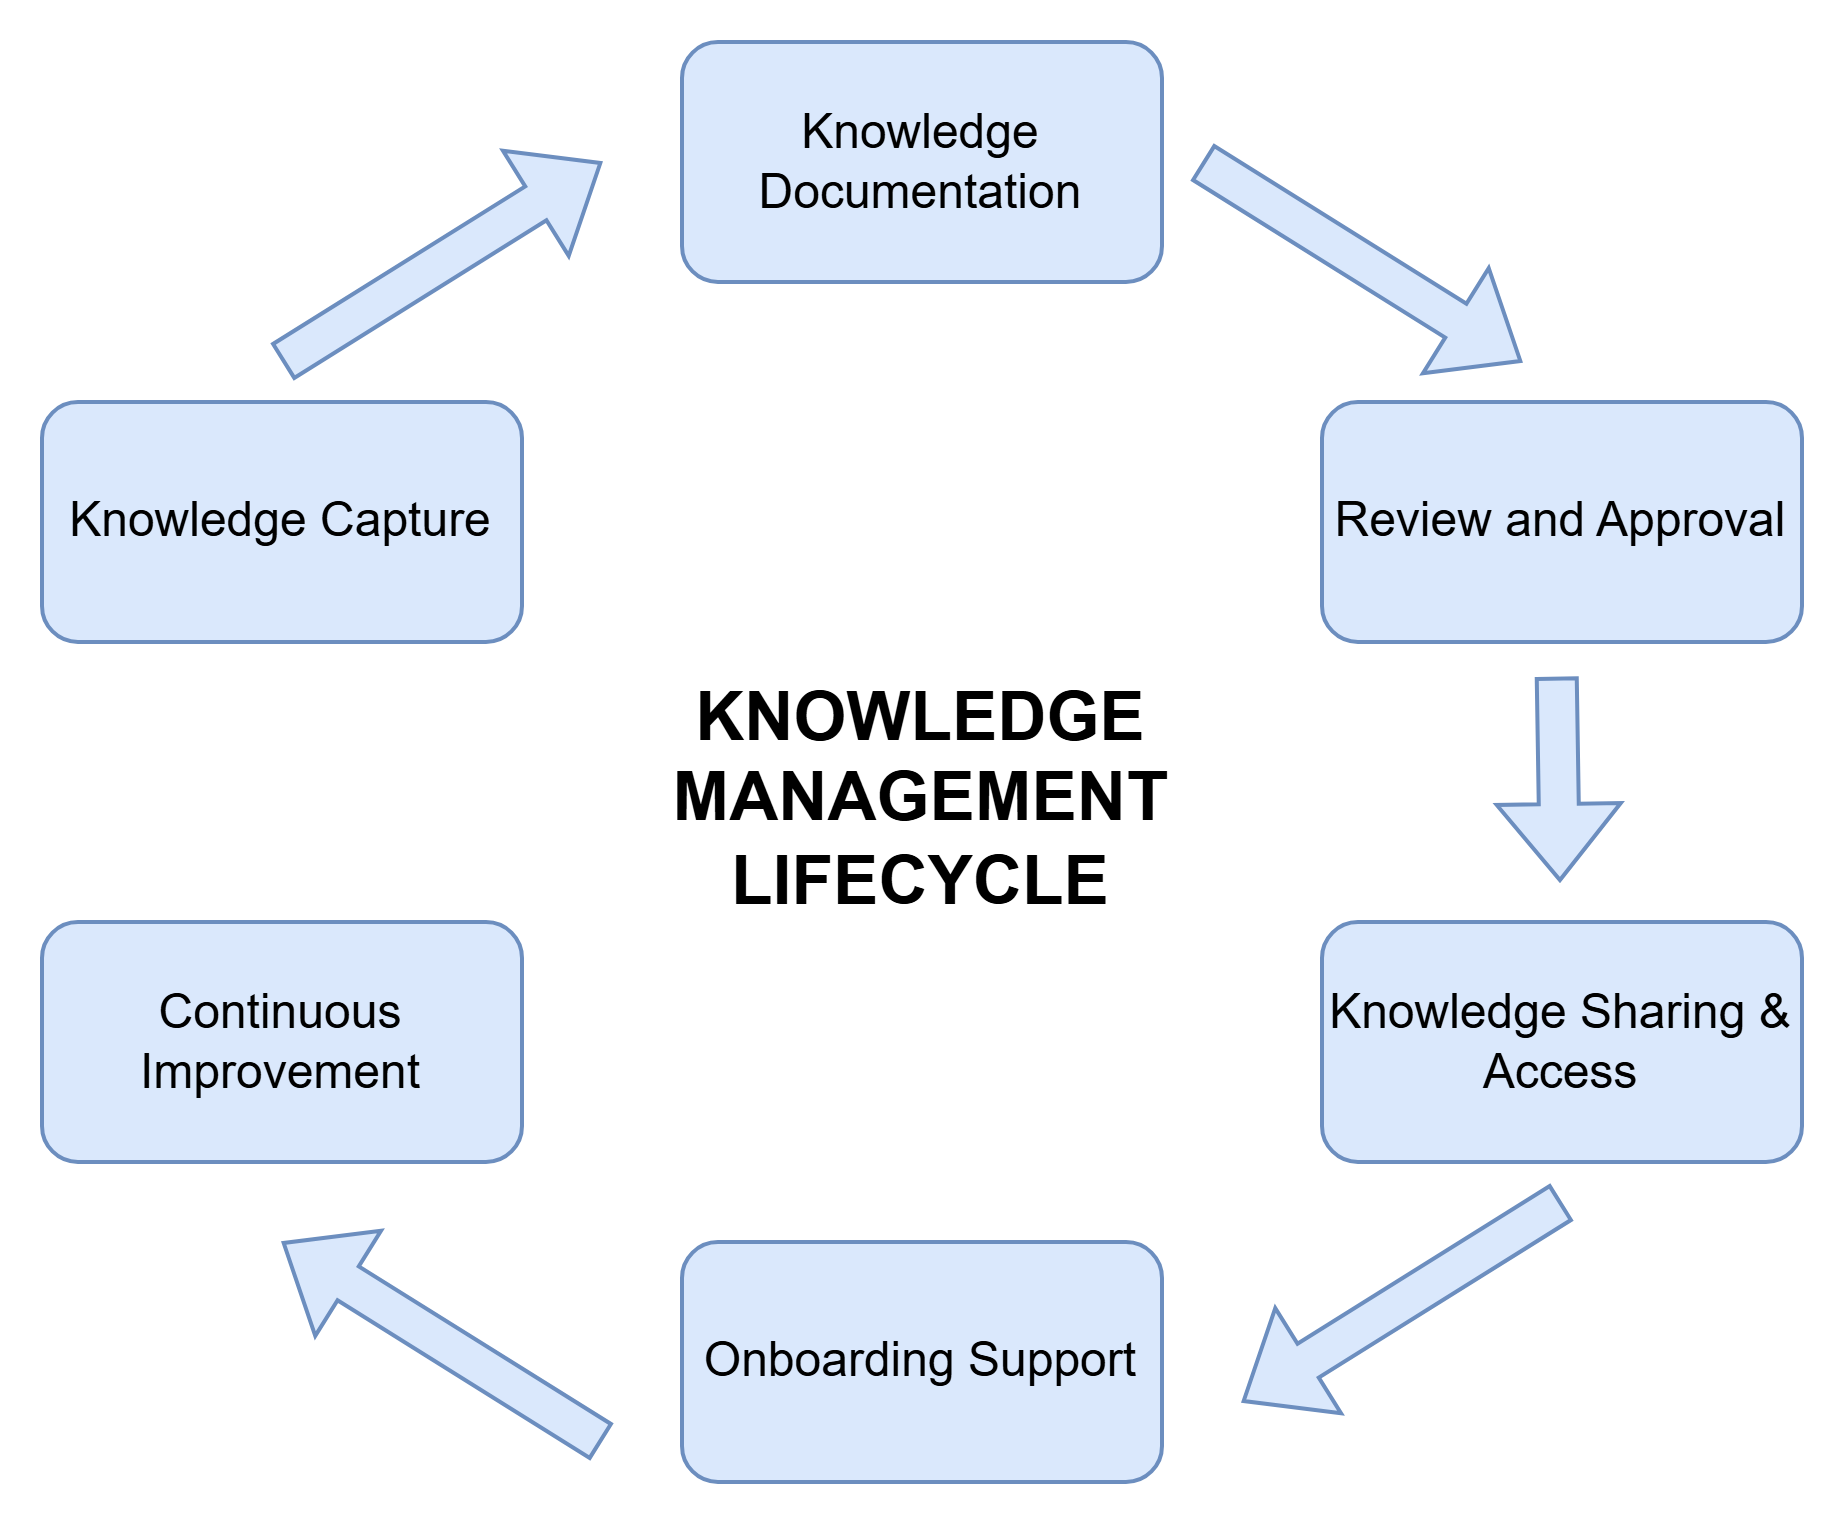 Knowledge
Documentation
Knowledge Capture
Review and Approval
KNOWLEDGE
MANAGEMENT
LIFECYCLE
Continuous
Improvement
Knowledge Sharing &
Access
Onboarding Support